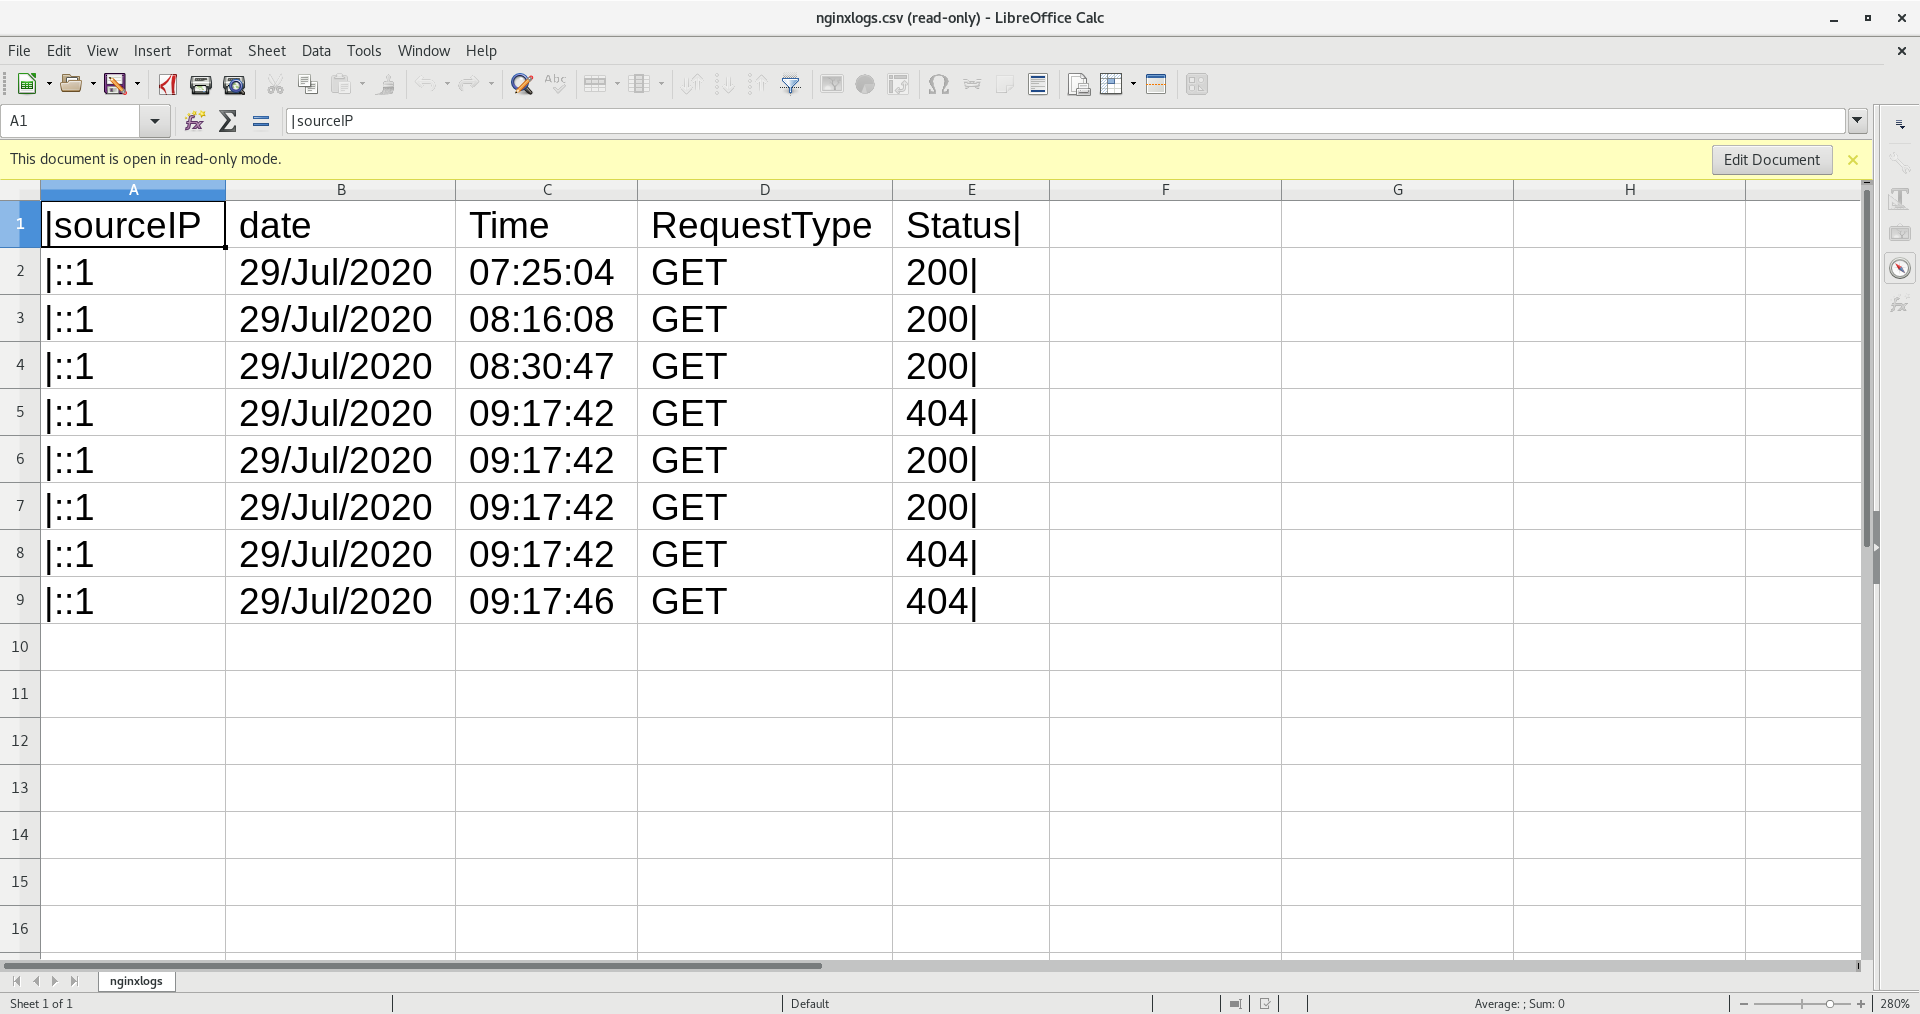 nginxlogs.csv (read-only) - LibreOffice Calc
File Edit View Insert Format Sheet Data Tools Window Help
Abc
A1 |sourceIP
This document is open in read-only mode. Edit Document
A B C D E F G H
1 |sourceIP date Time RequestType Status|
2 |::1 29/Jul/2020 07:25:04 GET 200|
3 |::1 29/Jul/2020 08:16:08 GET 200|
4 |::1 29/Jul/2020 08:30:47 GET 200|
5 |::1 29/Jul/2020 09:17:42 GET 404|
6 |::1 29/Jul/2020 09:17:42 GET 200|
7 |::1 29/Jul/2020 09:17:42 GET 200|
8 |::1 29/Jul/2020 09:17:42 GET 404|
9 |::1 29/Jul/2020 09:17:46 GET 404|
10
11
12
13
14
15
16
nginxlogs
Sheet 1 of 1 Default Average: ; Sum: 0 280%